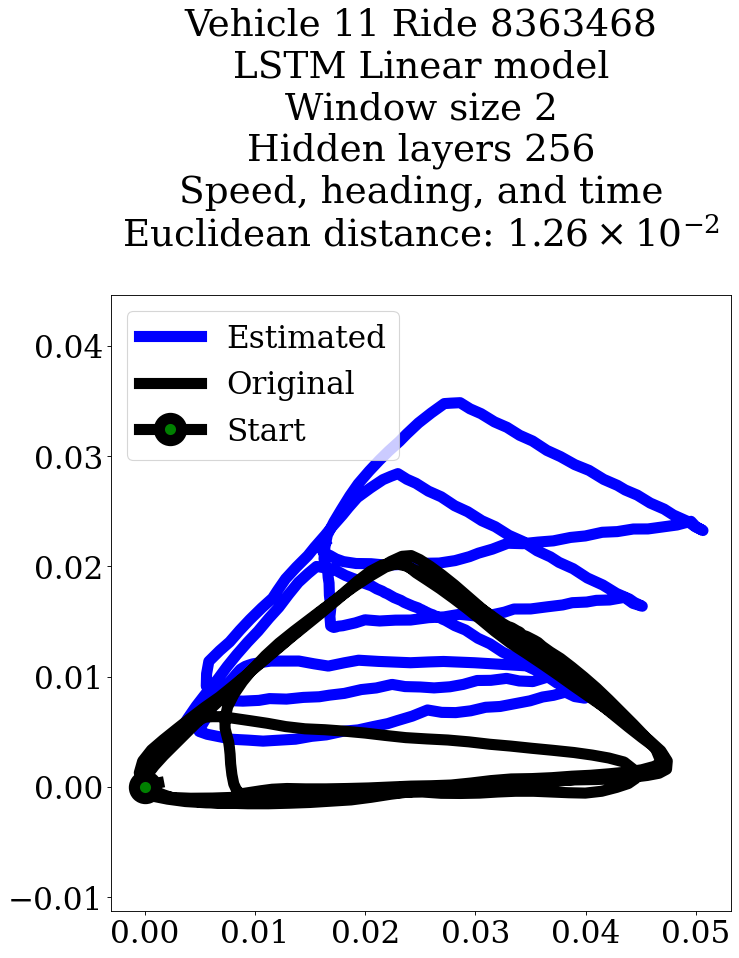 Vehicle 11 Ride 8363468
LSTM Linear model
Window size 2
Hidden layers 256
Speed, heading, and time
Euclidean distance: 1.26 × 10⁻²
Estimated
Original
Start
0.04
0.03
0.02
0.01
0.00
−0.01
0.00 0.01 0.02 0.03 0.04 0.05